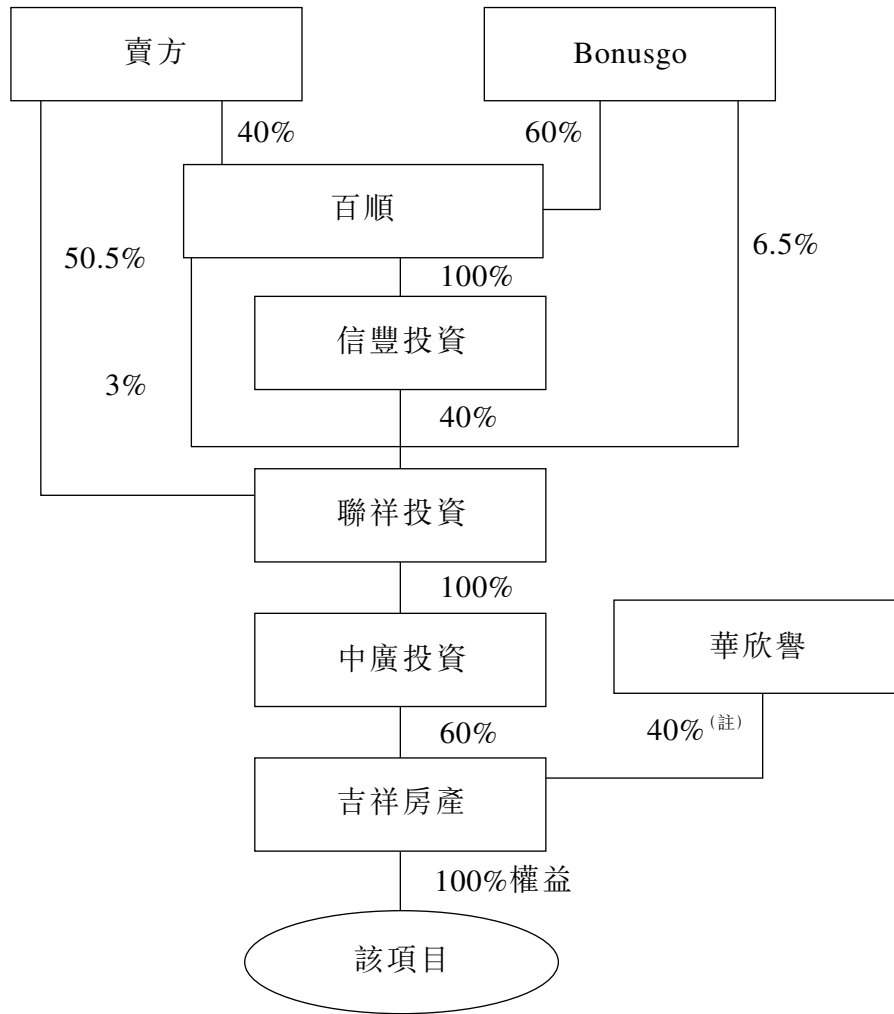 賣方
Bonusgo
40%
60%
百順
50.5%
6.5%
100%
信豐投資
3%
40%
聯祥投資
100%
中廣投資
華欣譽
60%
40%(註)
吉祥房產
100%權益
該項目